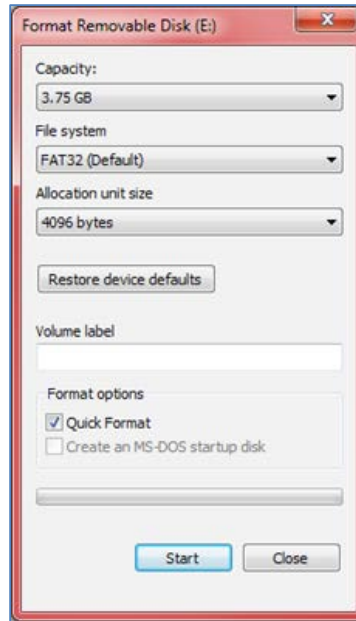 Format Removable Disk (E:)
Capacity:
3.75 GB
File system
FAT32 (Default)
Allocation unit size
4096 bytes
Restore device defaults
Volume label
Format options
Quick Format
Create an MS-DOS startup disk
Start Close